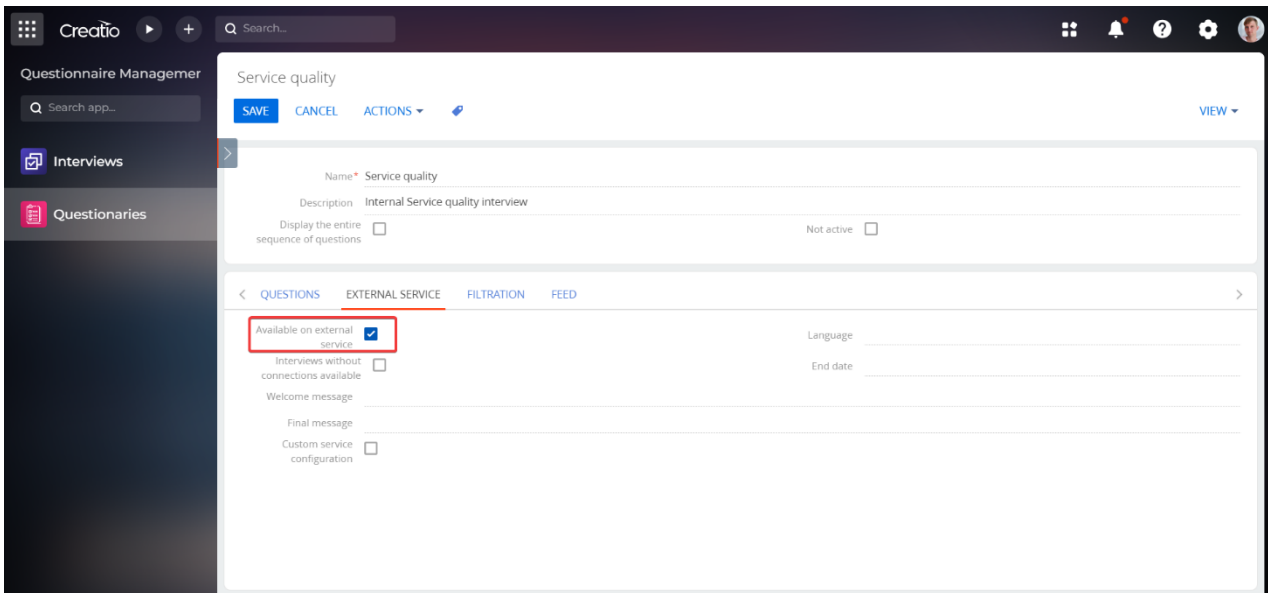 Creatio
Search...
Questionnaire Managemer
Search app...
Interviews
Questionaries
Service quality
SAVE CANCEL ACTIONS VIEW
Name* Service quality
Description Internal Service quality interview
Display the entire
sequence of questions
Not active
QUESTIONS EXTERNAL SERVICE FILTRATION FEED
Available on external
service
Language
Interviews without
connections available
End date
Welcome message
Final message
Custom service
configuration